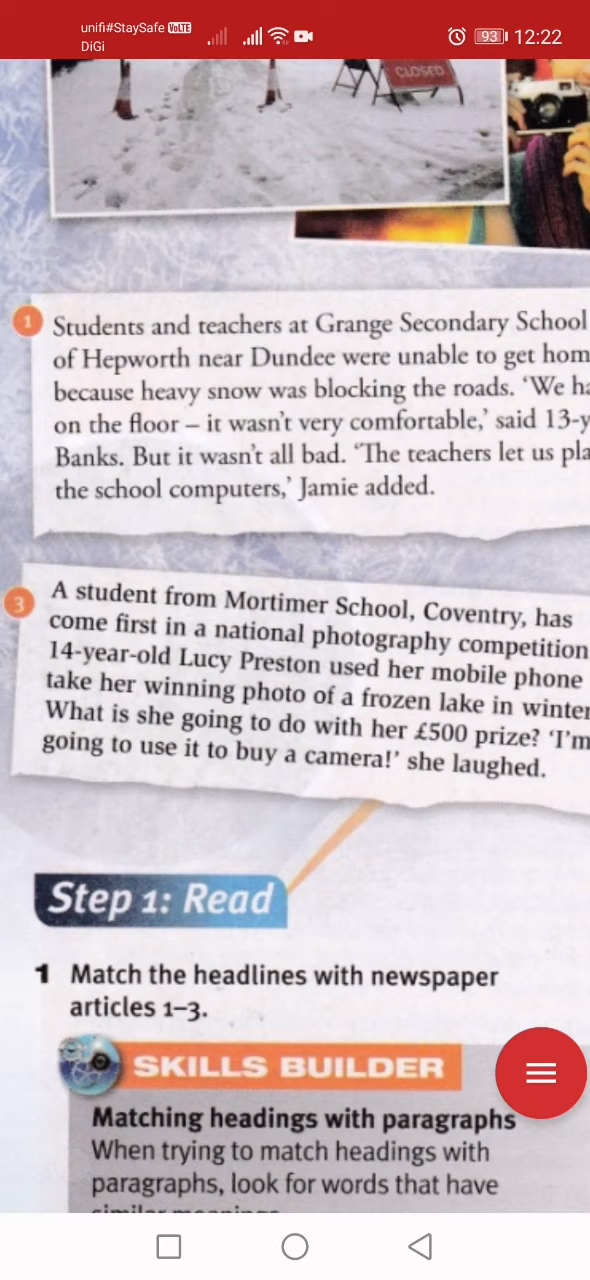 unifi#StaySafe VoLTE
DiGi
93 12:22
CLOSED
1
Students and teachers at Grange Secondary School
of Hepworth near Dundee were unable to get hom
because heavy snow was blocking the roads. ‘We ha
on the floor – it wasn’t very comfortable,’ said 13-y
Banks. But it wasn’t all bad. ‘The teachers let us pla
the school computers,’ Jamie added.
3
A student from Mortimer School, Coventry, has
come first in a national photography competition
14-year-old Lucy Preston used her mobile phone
take her winning photo of a frozen lake in winter
What is she going to do with her £500 prize? ‘I’m
going to use it to buy a camera!’ she laughed.
Step 1: Read
1 Match the headlines with newspaper
articles 1–3.
SKILLS BUILDER
Matching headings with paragraphs
When trying to match headings with
paragraphs, look for words that have
similar meanings